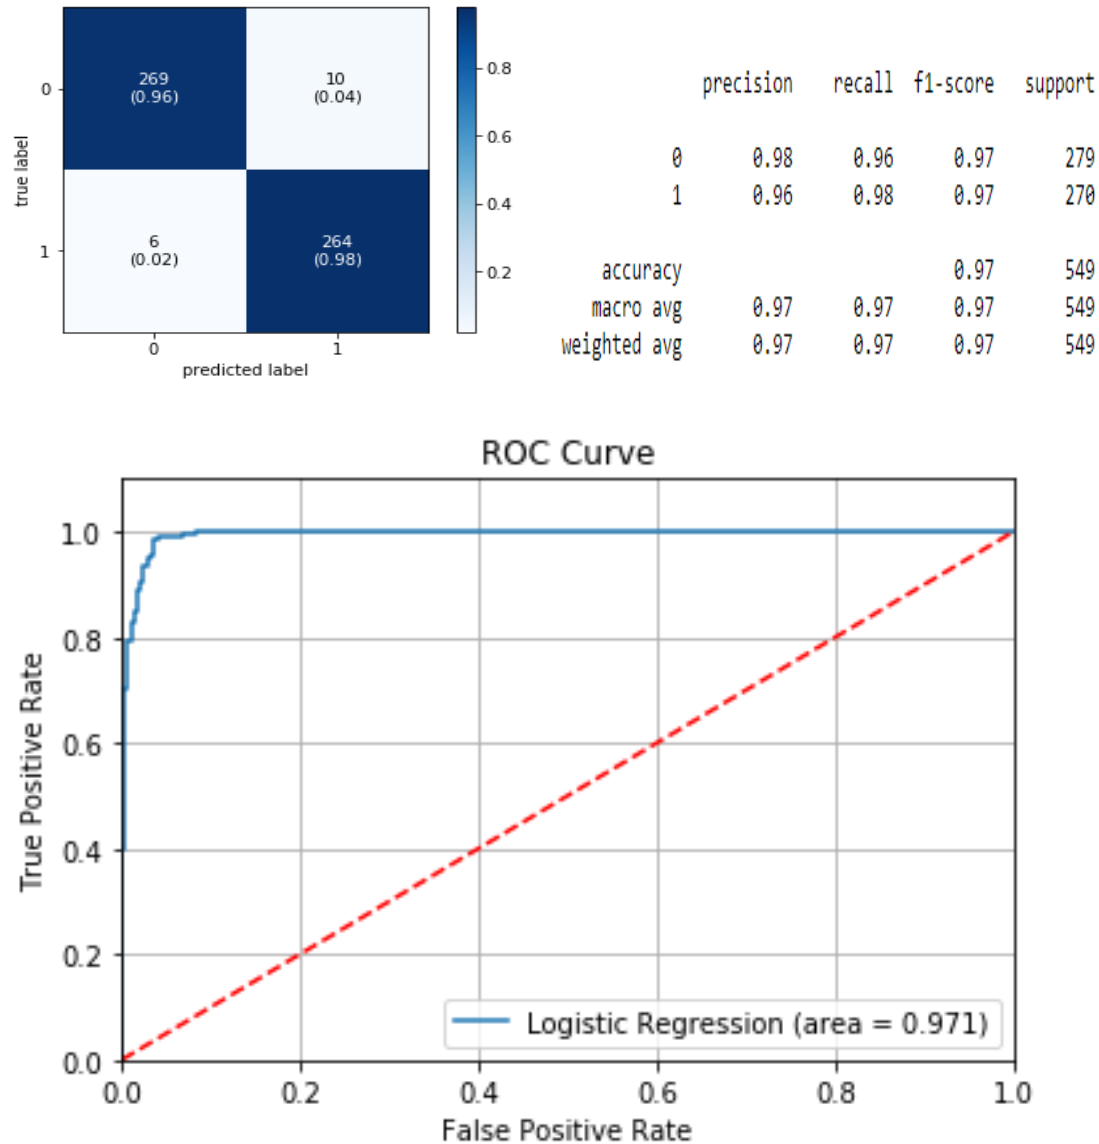 269
(0.96)
10
(0.04)
6
(0.02)
264
(0.98)
0
1
true label
0
1
predicted label
0.8
0.6
0.4
0.2
precision recall f1-score support
0 0.98 0.96 0.97 279
1 0.96 0.98 0.97 270
accuracy 0.97 549
macro avg 0.97 0.97 0.97 549
weighted avg 0.97 0.97 0.97 549
ROC Curve
1.0
0.8
0.6
0.4
0.2
0.0
True Positive Rate
Logistic Regression (area = 0.971)
0.0 0.2 0.4 0.6 0.8 1.0
False Positive Rate